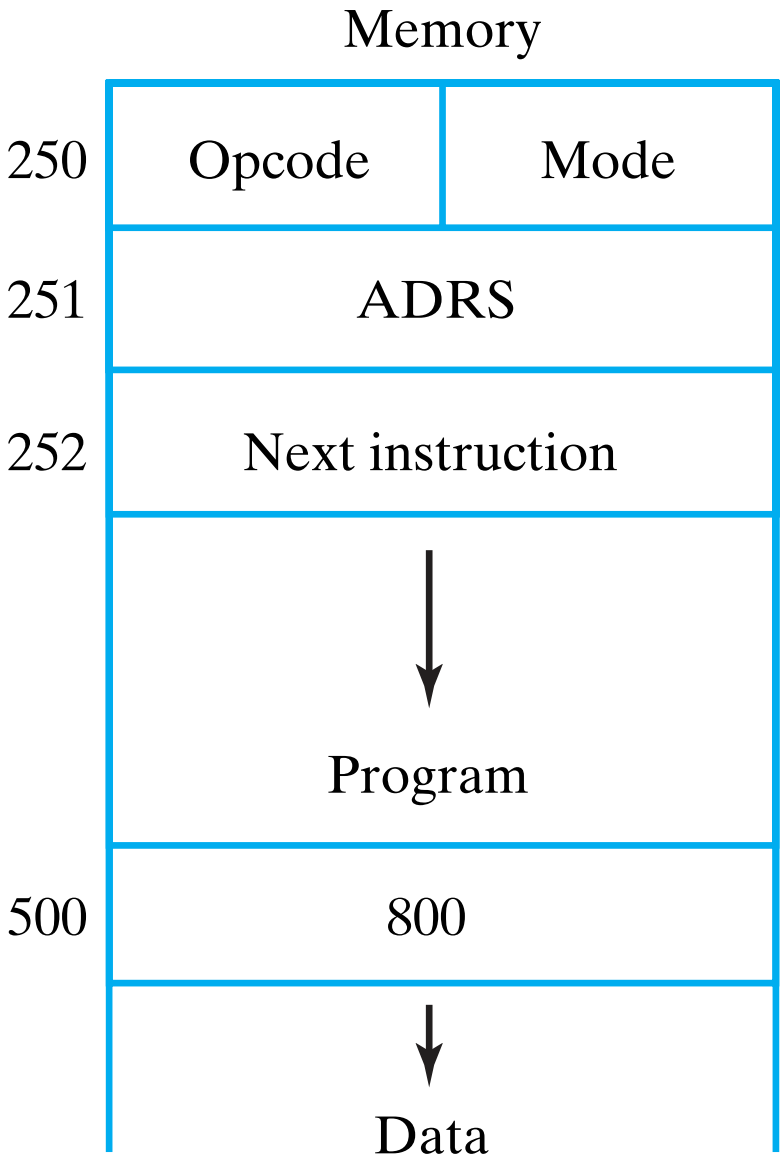 Memory
250 Opcode Mode
251 ADRS
252 Next instruction
Program
500 800
Data